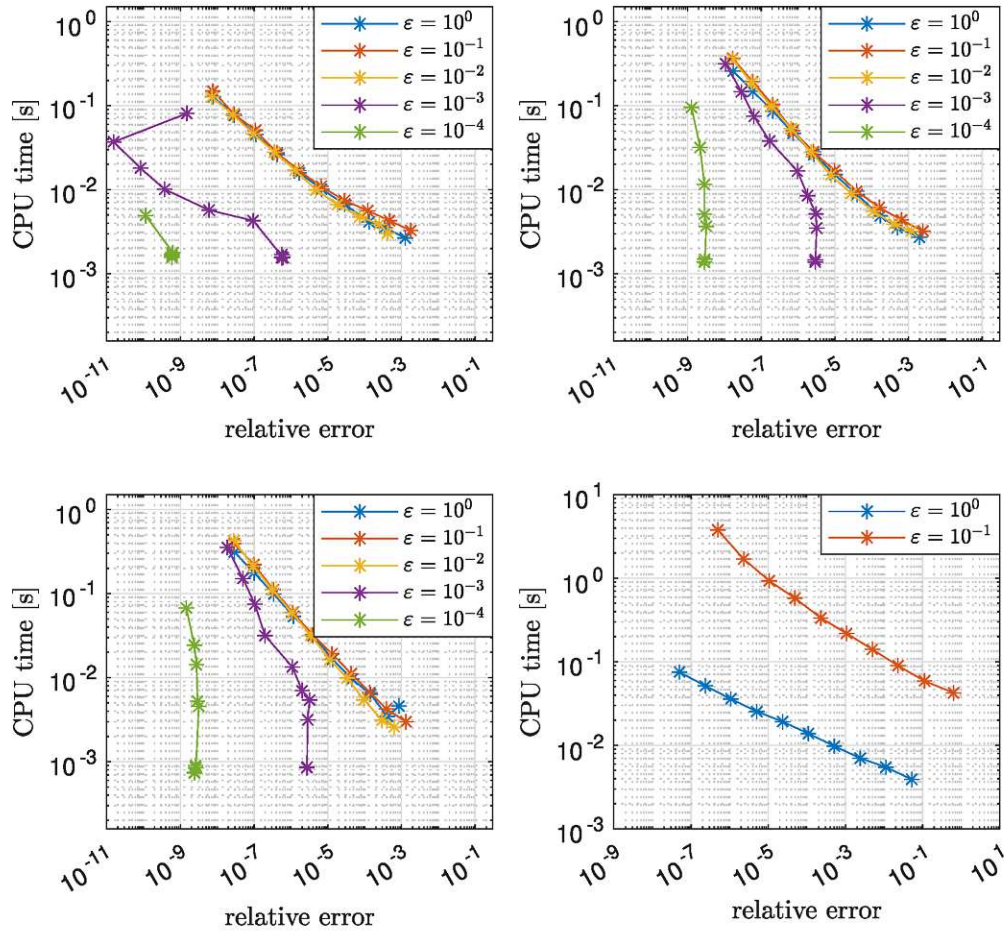 10^0
10^-1
10^-2
10^-3
CPU time [s]
10^-11
10^-9
10^-7
10^-5
10^-3
10^-1
relative error
ε = 10^0
ε = 10^-1
ε = 10^-2
ε = 10^-3
ε = 10^-4
10^0
10^-1
10^-2
10^-3
CPU time [s]
10^-11
10^-9
10^-7
10^-5
10^-3
10^-1
relative error
ε = 10^0
ε = 10^-1
ε = 10^-2
ε = 10^-3
ε = 10^-4
10^0
10^-1
10^-2
10^-3
CPU time [s]
10^-11
10^-9
10^-7
10^-5
10^-3
10^-1
relative error
ε = 10^0
ε = 10^-1
ε = 10^-2
ε = 10^-3
ε = 10^-4
10^1
10^0
10^-1
10^-2
10^-3
CPU time [s]
10^-9
10^-7
10^-5
10^-3
10^-1
10^1
relative error
ε = 10^0
ε = 10^-1